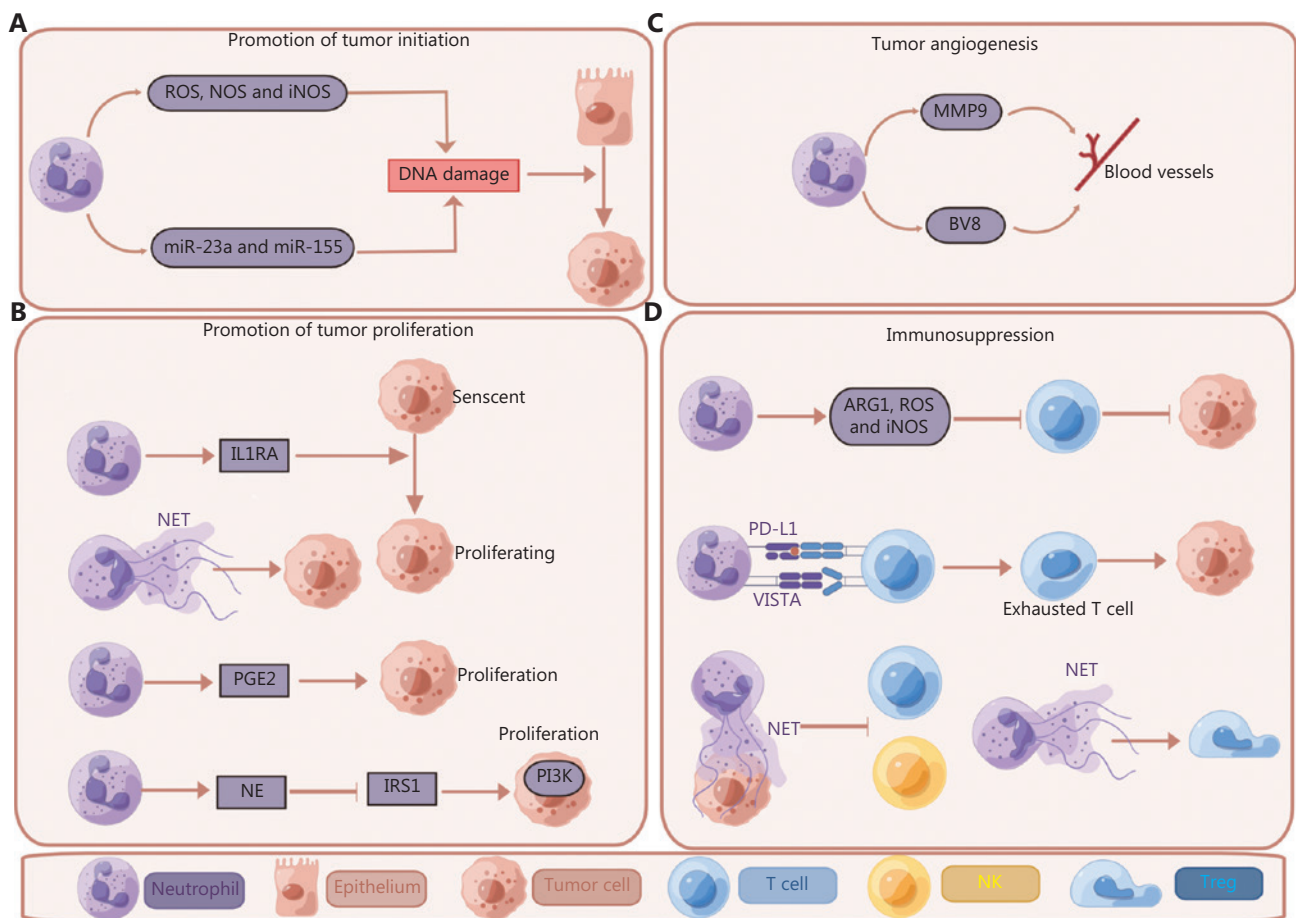 A
Promotion of tumor initiation
ROS, NOS and iNOS
DNA damage
miR-23a and miR-155
C
Tumor angiogenesis
MMP9
Blood vessels
BV8
B
Promotion of tumor proliferation
Senscent
IL1RA
NET
Proliferating
PGE2
Proliferation
Proliferation
NE
IRS1
PI3K
D
Immunosuppression
ARG1, ROS
and iNOS
PD-L1
VISTA
Exhausted T cell
NET
NET
Neutrophil
Epithelium
Tumor cell
T cell
NK
Treg